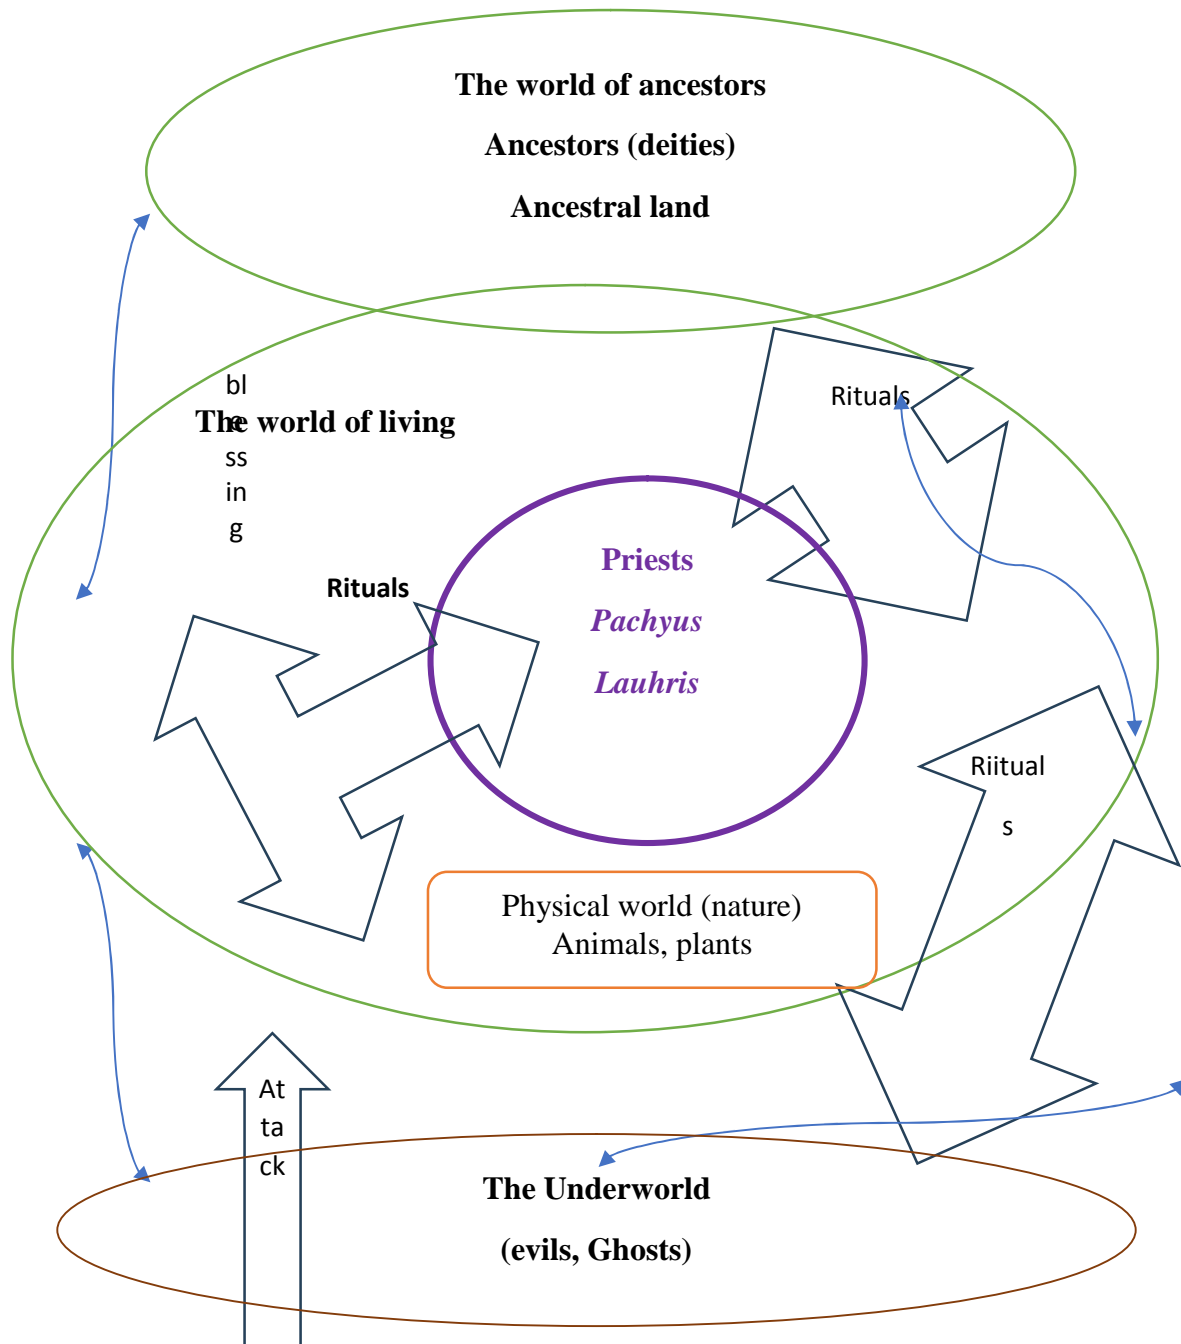 The world of ancestors
Ancestors (deities)
Ancestral land
bl
e
ss
in
g
The world of living
Rituals
Rituals
Priests
Pachyus
Lauhris
Riitual
s
Physical world (nature)
Animals, plants
At
ta
ck
The Underworld
(evils, Ghosts)